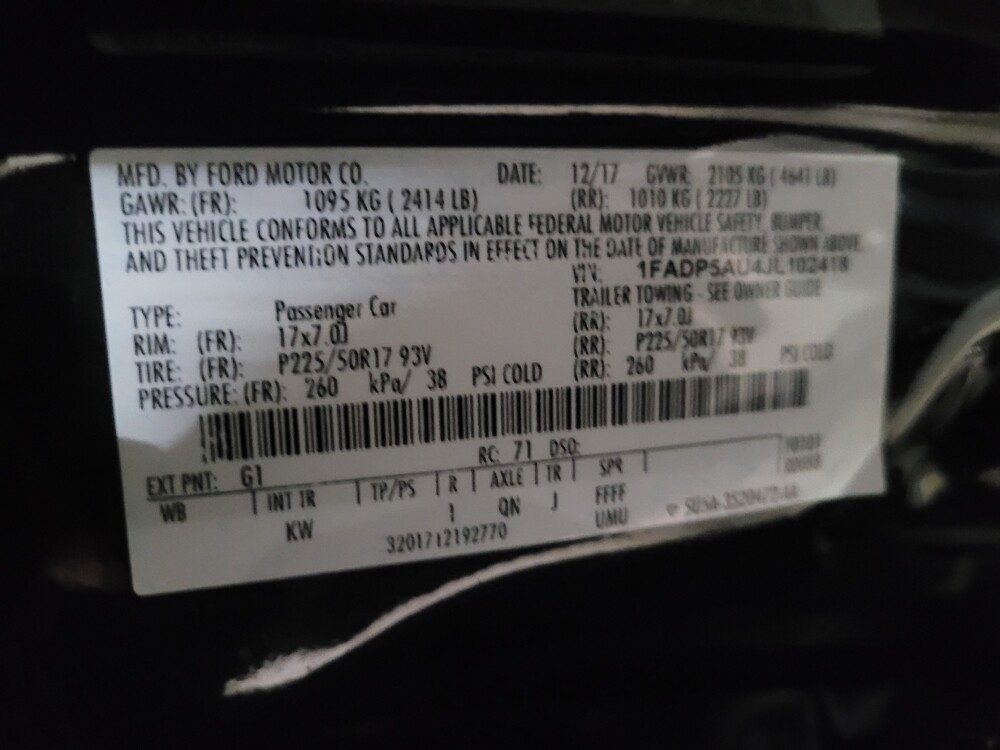 MFD. BY FORD MOTOR CO. DATE: 12/17 GVWR: 2105 KG ( 4641 LB)
GAWR: (FR): 1095 KG ( 2414 LB) (RR): 1010 KG ( 2227 LB)
THIS VEHICLE CONFORMS TO ALL APPLICABLE FEDERAL MOTOR VEHICLE SAFETY, BUMPER,
AND THEFT PREVENTION STANDARDS IN EFFECT ON THE DATE OF MANUFACTURE SHOWN ABOVE.
VIN: 1FADP5AU4JL102418
TYPE: Passenger Car TRAILER TOWING - SEE OWNER GUIDE
RIM: (FR): 17x7.0J (RR): 17x7.0J
TIRE: (FR): P225/50R17 93V (RR): P225/50R17 93V
PRESSURE: (FR): 260 kPa/ 38 PSI COLD (RR): 260 kPa/ 38 PSI COLD
EXT PNT: G1 RC: 71 DSO:
WB | INT TR | TP/PS | R | AXLE | TR | SPR |
KW 1 QN J FFFF
UMU
3201712192770